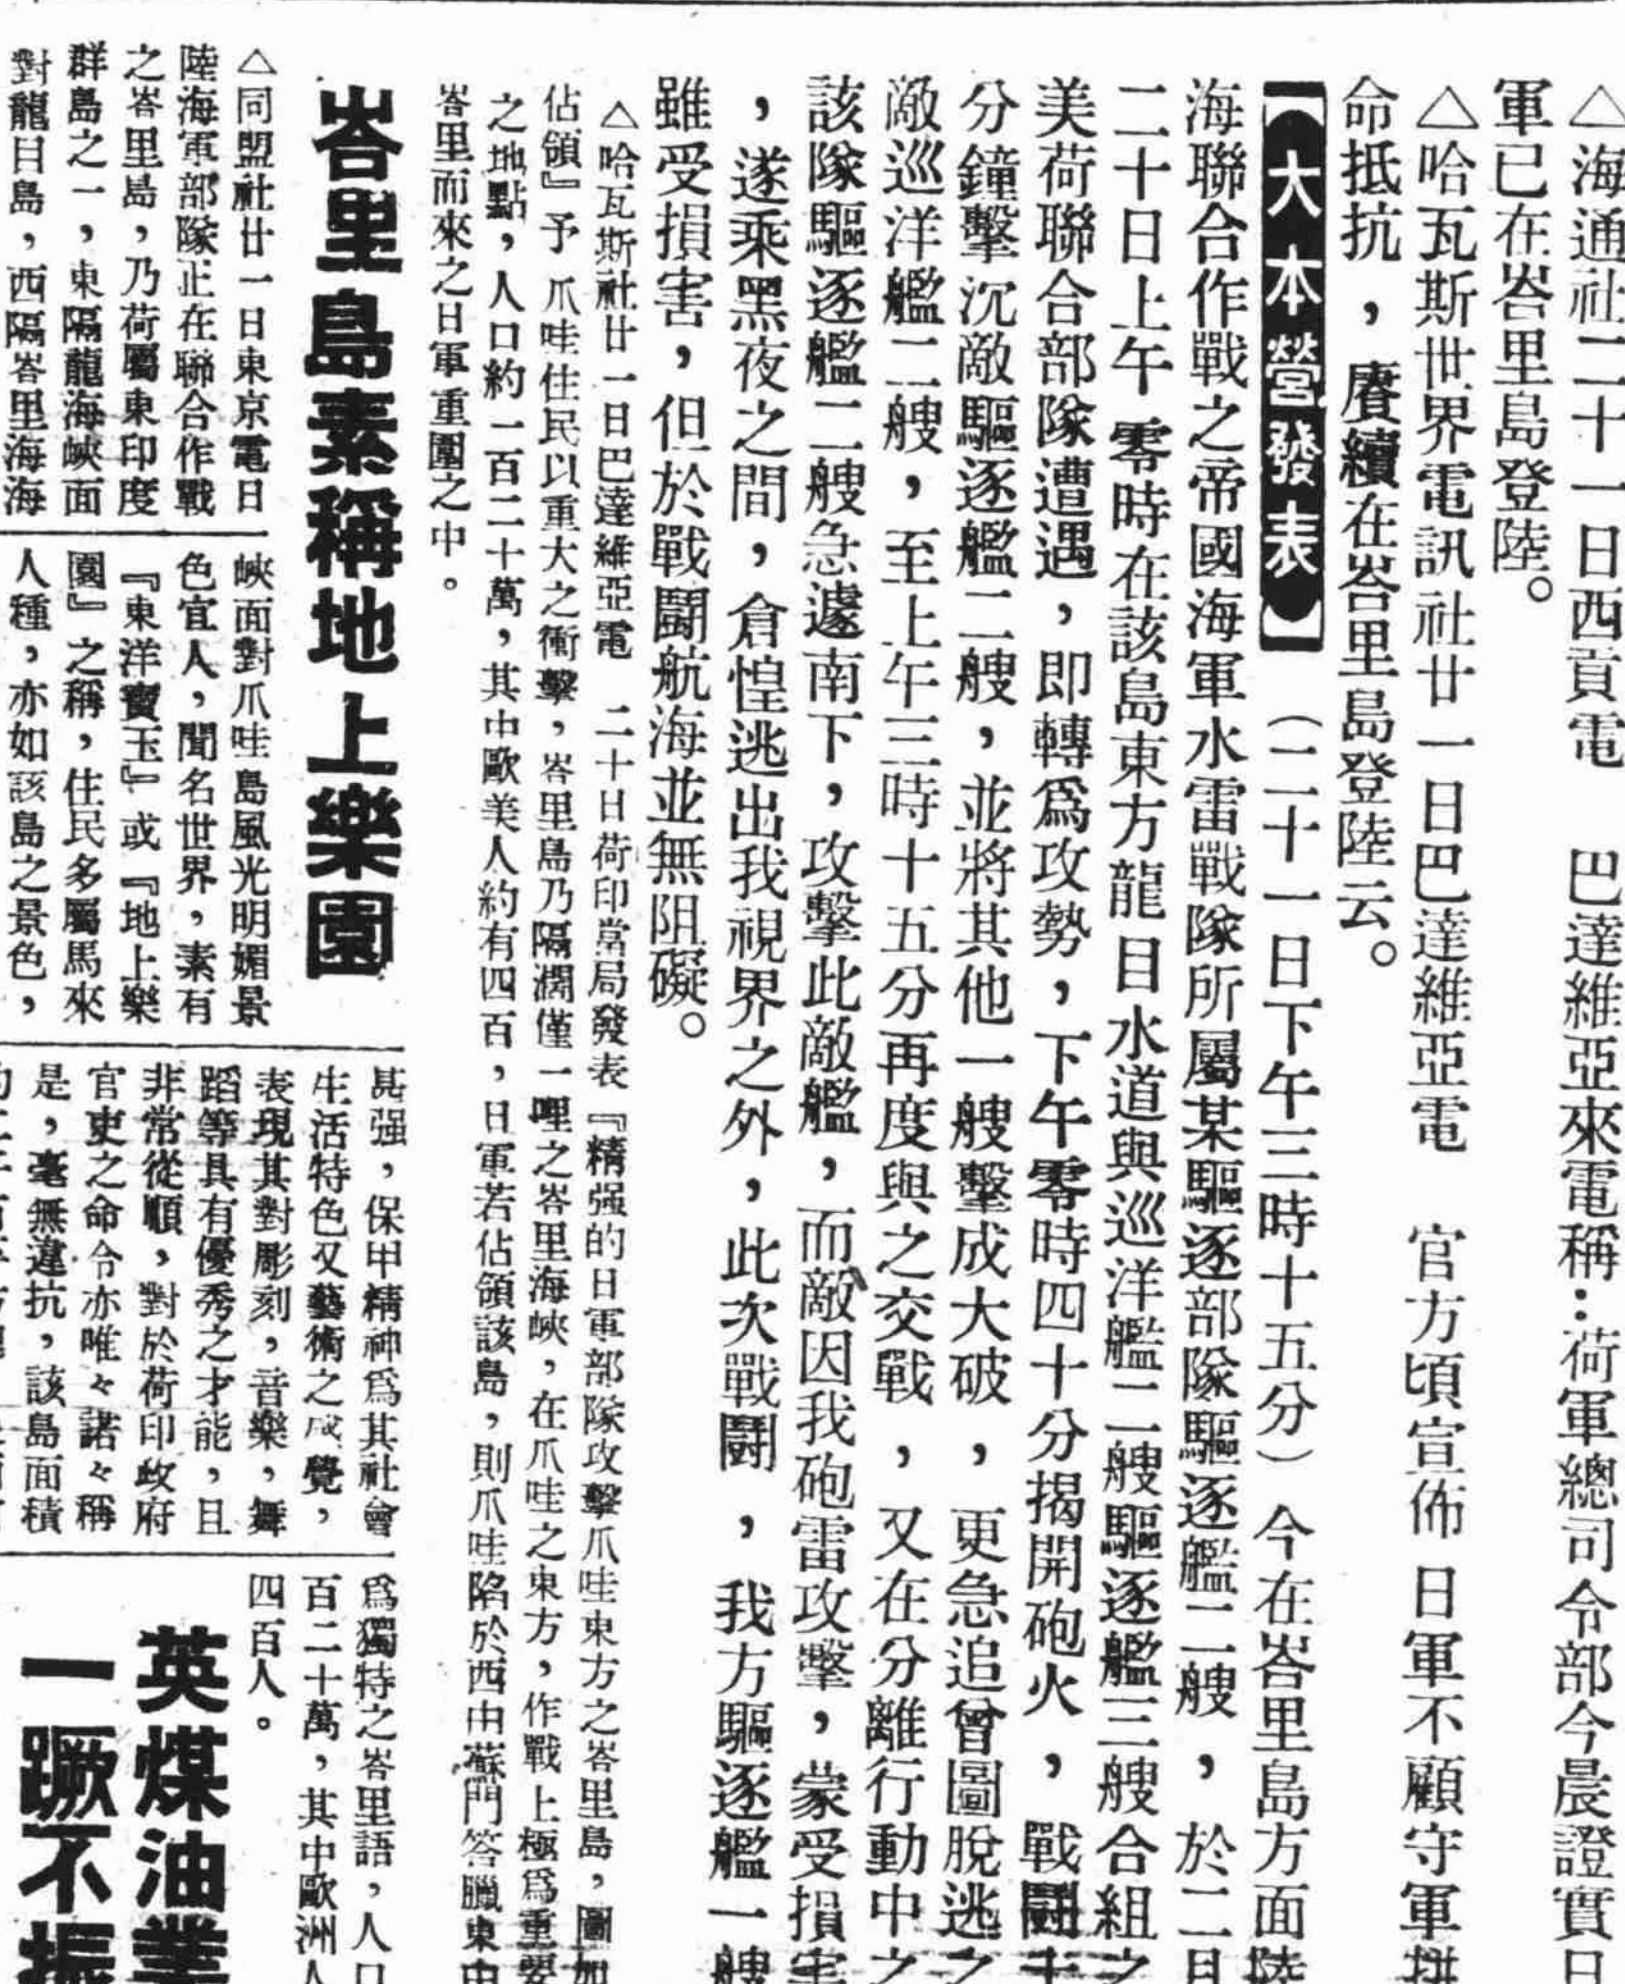 △海通社二十一日西貢電　巴達維亞來電稱：荷軍總司令部今晨證實日
軍已在峇里島登陸。
△哈瓦斯世界電訊社廿一日巴達維亞電　官方頃宣佈日軍不顧守軍拼
命抵抗，賡續在峇里島登陸云。
【大本營發表】（二十一日下午三時十五分）今在峇里島方面陸
海聯合作戰之帝國海軍水雷戰隊所屬某驅逐部隊驅逐艦二艘，於二月
二十日上午零時在該島東方龍目水道與巡洋艦二艘驅逐艦三艘合組之
美荷聯合部隊遭遇，即轉爲攻勢，下午零時四十分揭開砲火，戰鬪
分鐘擊沉敵驅逐艦二艘，並將其他一艘擊成大破，更急追曾圖脫逃之
敵巡洋艦二艘，至上午三時十五分再度與之交戰，又在分離行動中之
該隊驅逐艦二艘急遽南下，攻擊此敵艦，而敵因我砲雷攻擊，蒙受損害
，遂乘黑夜之間，倉惶逃出我視界之外，此次戰鬪，我方驅逐艦一艘
雖受損害，但於戰鬪航海並無阻礙。
△哈瓦斯社廿一日巴達維亞電　二十日荷印當局發表『精强的日軍部隊攻擊爪哇東方之峇里島，圖加
佔領』予爪哇住民以重大之衝擊，峇里島乃隔濶僅一哩之峇里海峽，在爪哇之東方，作戰上極爲重要
之地點，人口約一百二十萬，其中歐美人約有四百，日軍若佔領該島，則爪哇陷於西由蘇門答臘東由
峇里而來之日軍重圍之中。
峇里島素稱地上樂園
△同盟社廿一日東京電日
陸海軍部隊正在聯合作戰
之峇里島，乃荷屬東印度
群島之一，東隔龍海峽面
對龍目島，西隔峇里海海
峽面對爪哇島風光明媚景
色宜人，聞名世界，素有
『東洋寶玉』或『地上樂
園』之稱，住民多屬馬來
人種，亦如該島之景色，
甚强，保甲精神爲其社會
生活特色又藝術之感覺，
表現其對彫刻，音樂，舞
蹈等具有優秀之才能，且
非常從順，對於荷印政府
官吏之命令亦唯々諾々稱
是，毫無違抗，該島面積
爲獨特之峇里語，人口
百二十萬，其中歐洲人
四百人。
英煤油業
一蹶不振